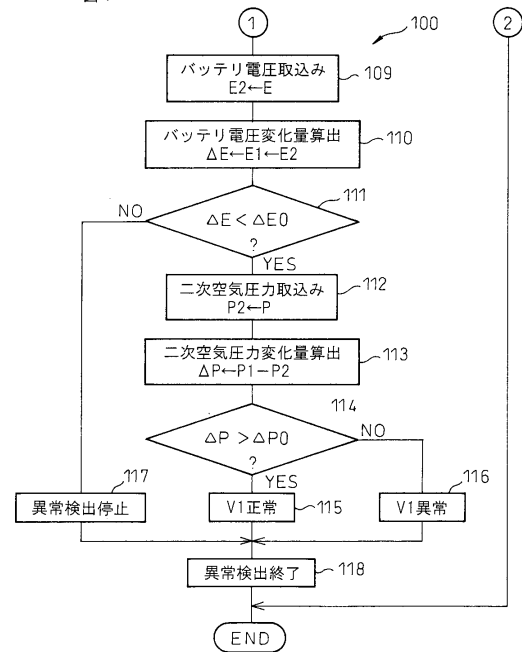 1
2
100
バッテリ電圧取込み
E2←E
109
バッテリ電圧変化量算出
ΔE←E1←E2
110
111
NO
ΔE<ΔE0
?
YES
二次空気圧力取込み
P2←P
112
二次空気圧力変化量算出
ΔP←P1−P2
113
114
ΔP>ΔP0
?
NO
YES
117
異常検出停止
V1正常
115
116
V1異常
異常検出終了
118
END